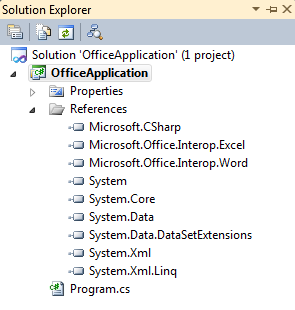 Solution Explorer
Solution 'OfficeApplication' (1 project)
OfficeApplication
Properties
References
Microsoft.CSharp
Microsoft.Office.Interop.Excel
Microsoft.Office.Interop.Word
System
System.Core
System.Data
System.Data.DataSetExtensions
System.Xml
System.Xml.Linq
Program.cs